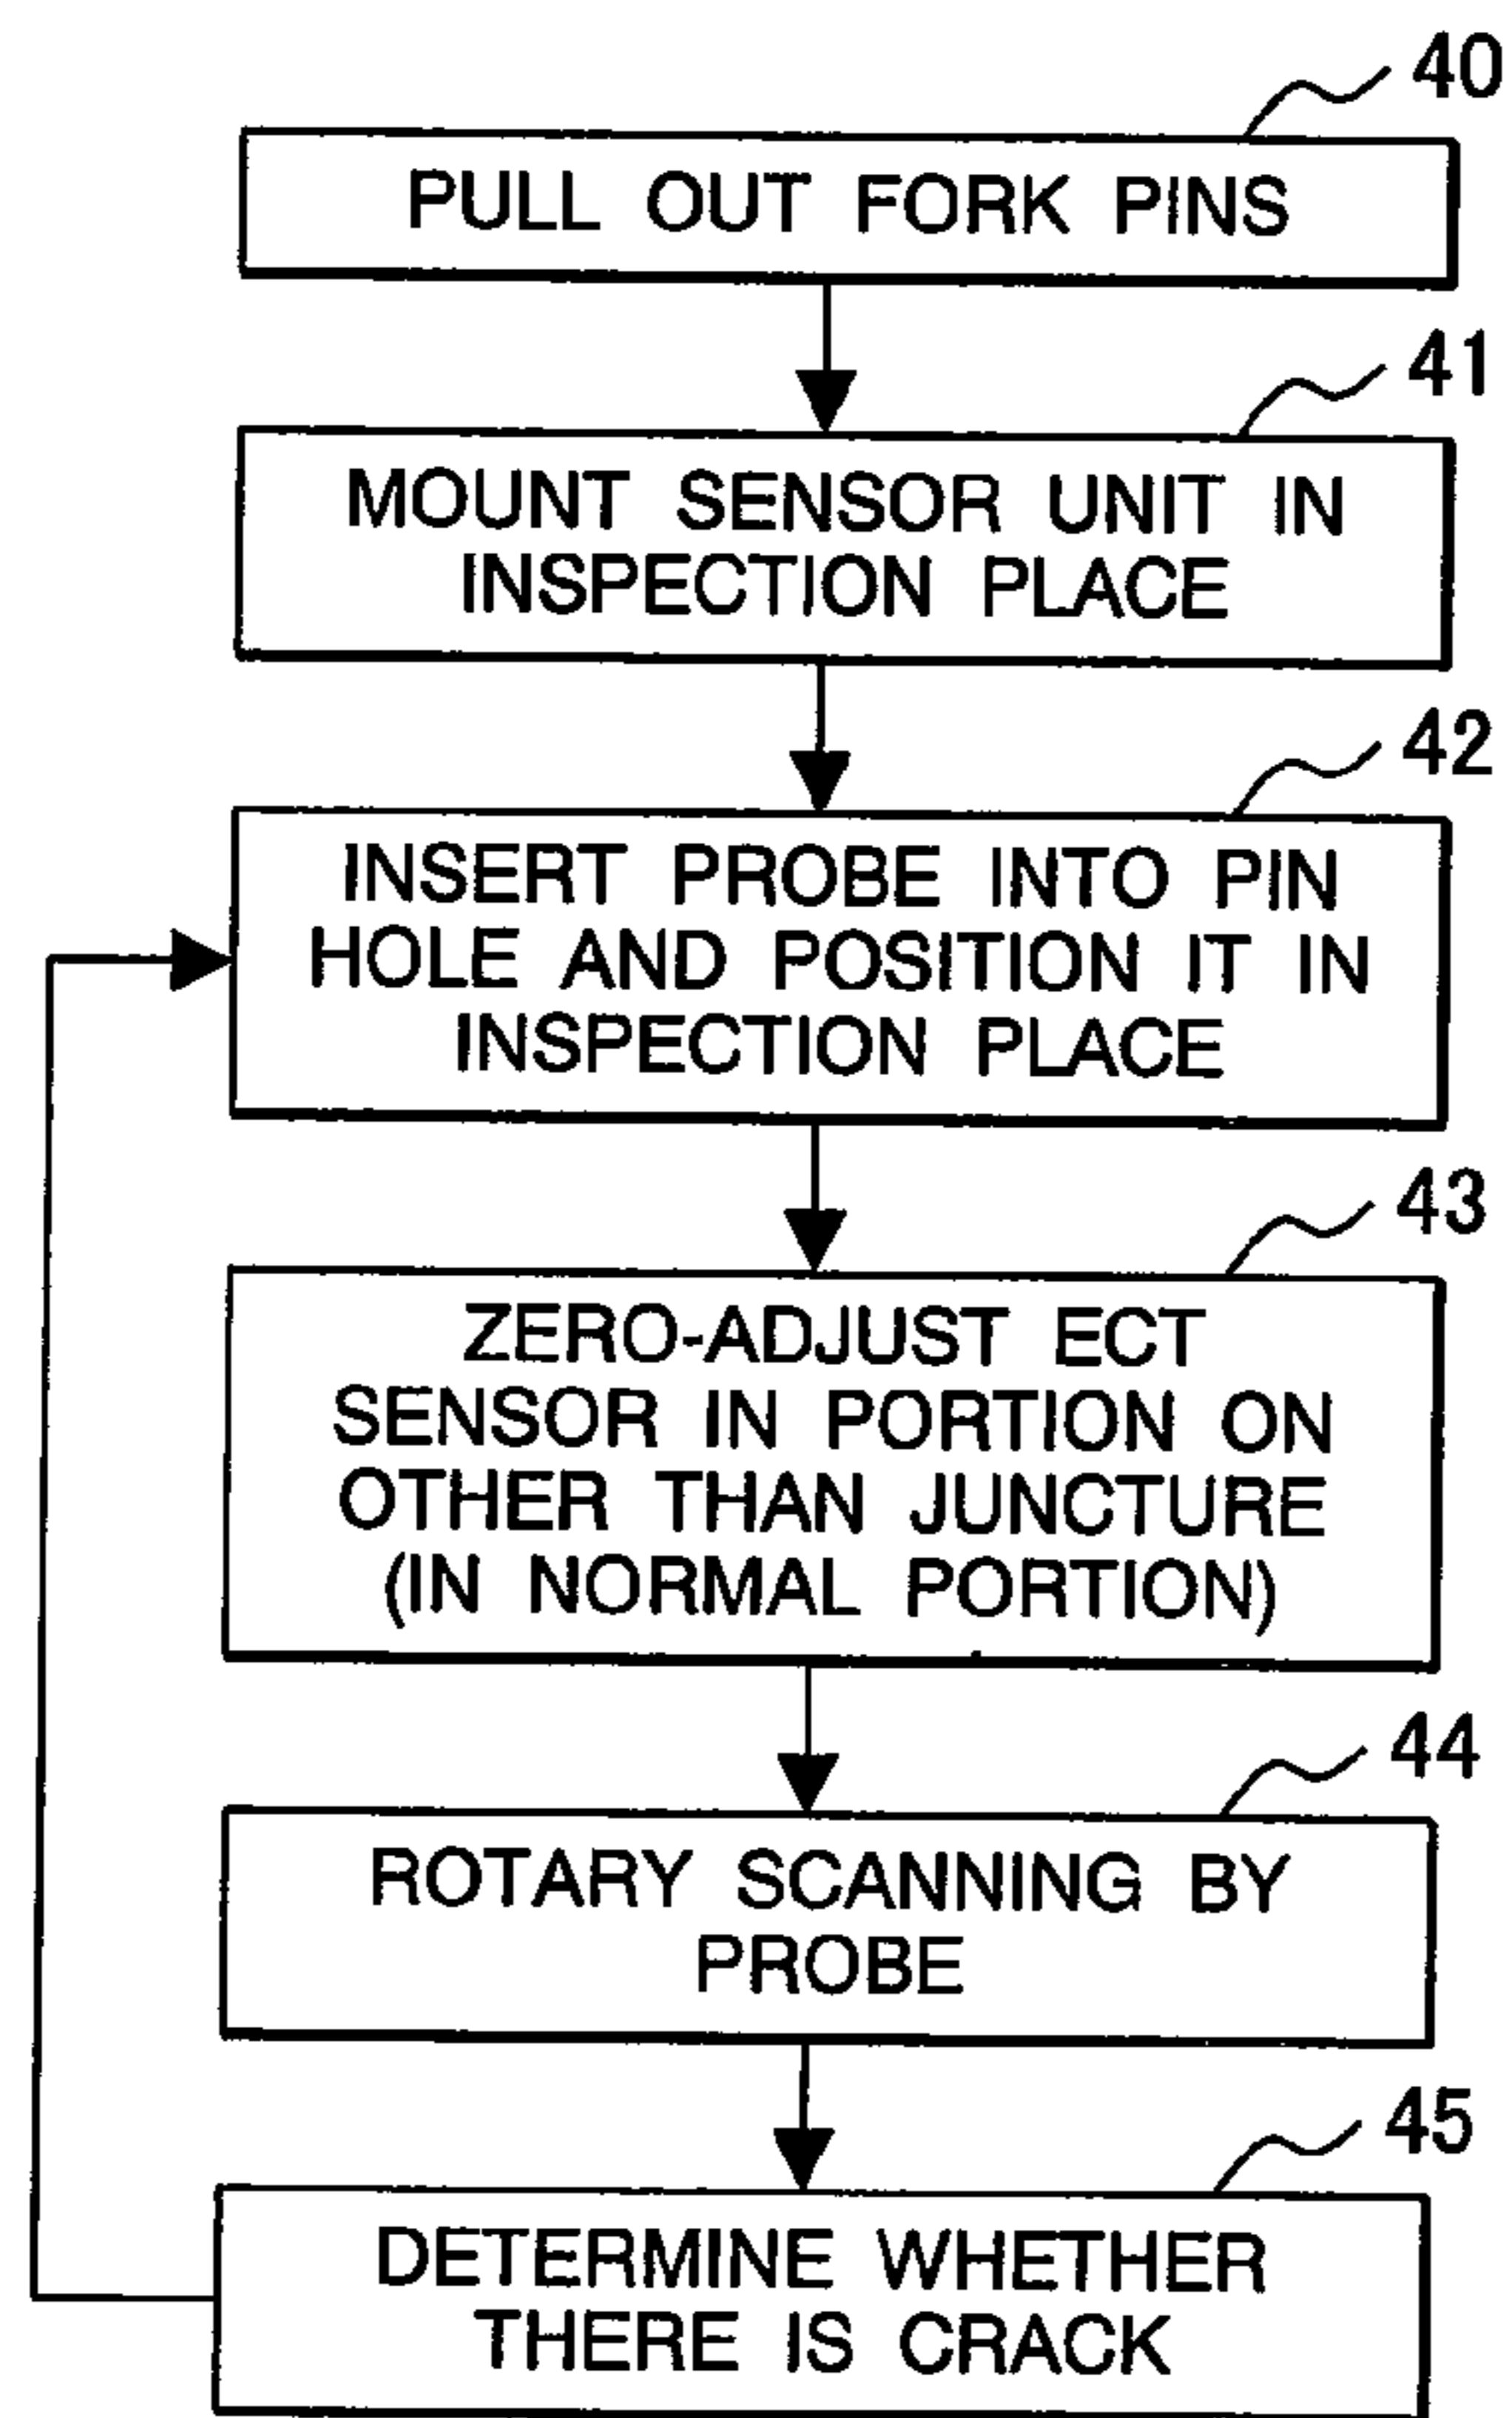 40
PULL OUT FORK PINS
41
MOUNT SENSOR UNIT IN
INSPECTION PLACE
42
INSERT PROBE INTO PIN
HOLE AND POSITION IT IN
INSPECTION PLACE
43
ZERO-ADJUST ECT
SENSOR IN PORTION ON
OTHER THAN JUNCTURE
(IN NORMAL PORTION)
44
ROTARY SCANNING BY
PROBE
45
DETERMINE WHETHER
THERE IS CRACK